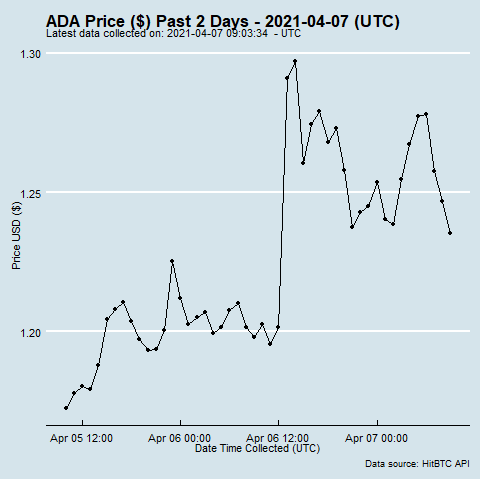 ADA Price ($) Past 2 Days - 2021-04-07 (UTC)
Latest data collected on: 2021-04-07 09:03:34 - UTC
1.30
1.25
1.20
Price USD ($)
Apr 05 12:00
Apr 06 00:00
Apr 06 12:00
Apr 07 00:00
Date Time Collected (UTC)
Data source: HitBTC API